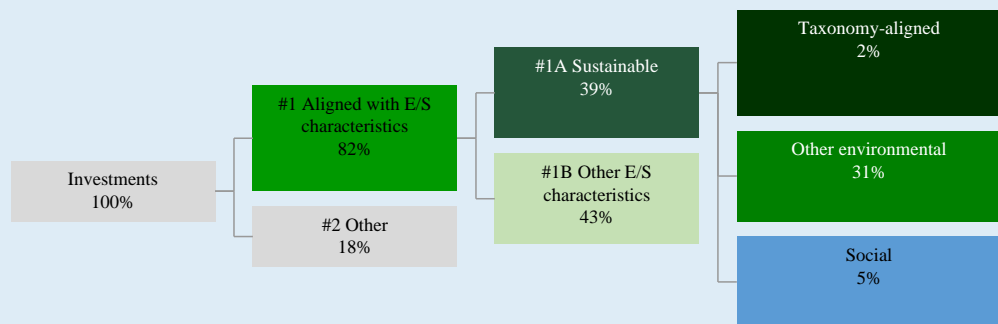 Investments
100%
#1 Aligned with E/S
characteristics
82%
#2 Other
18%
#1A Sustainable
39%
#1B Other E/S
characteristics
43%
Taxonomy-aligned
2%
Other environmental
31%
Social
5%